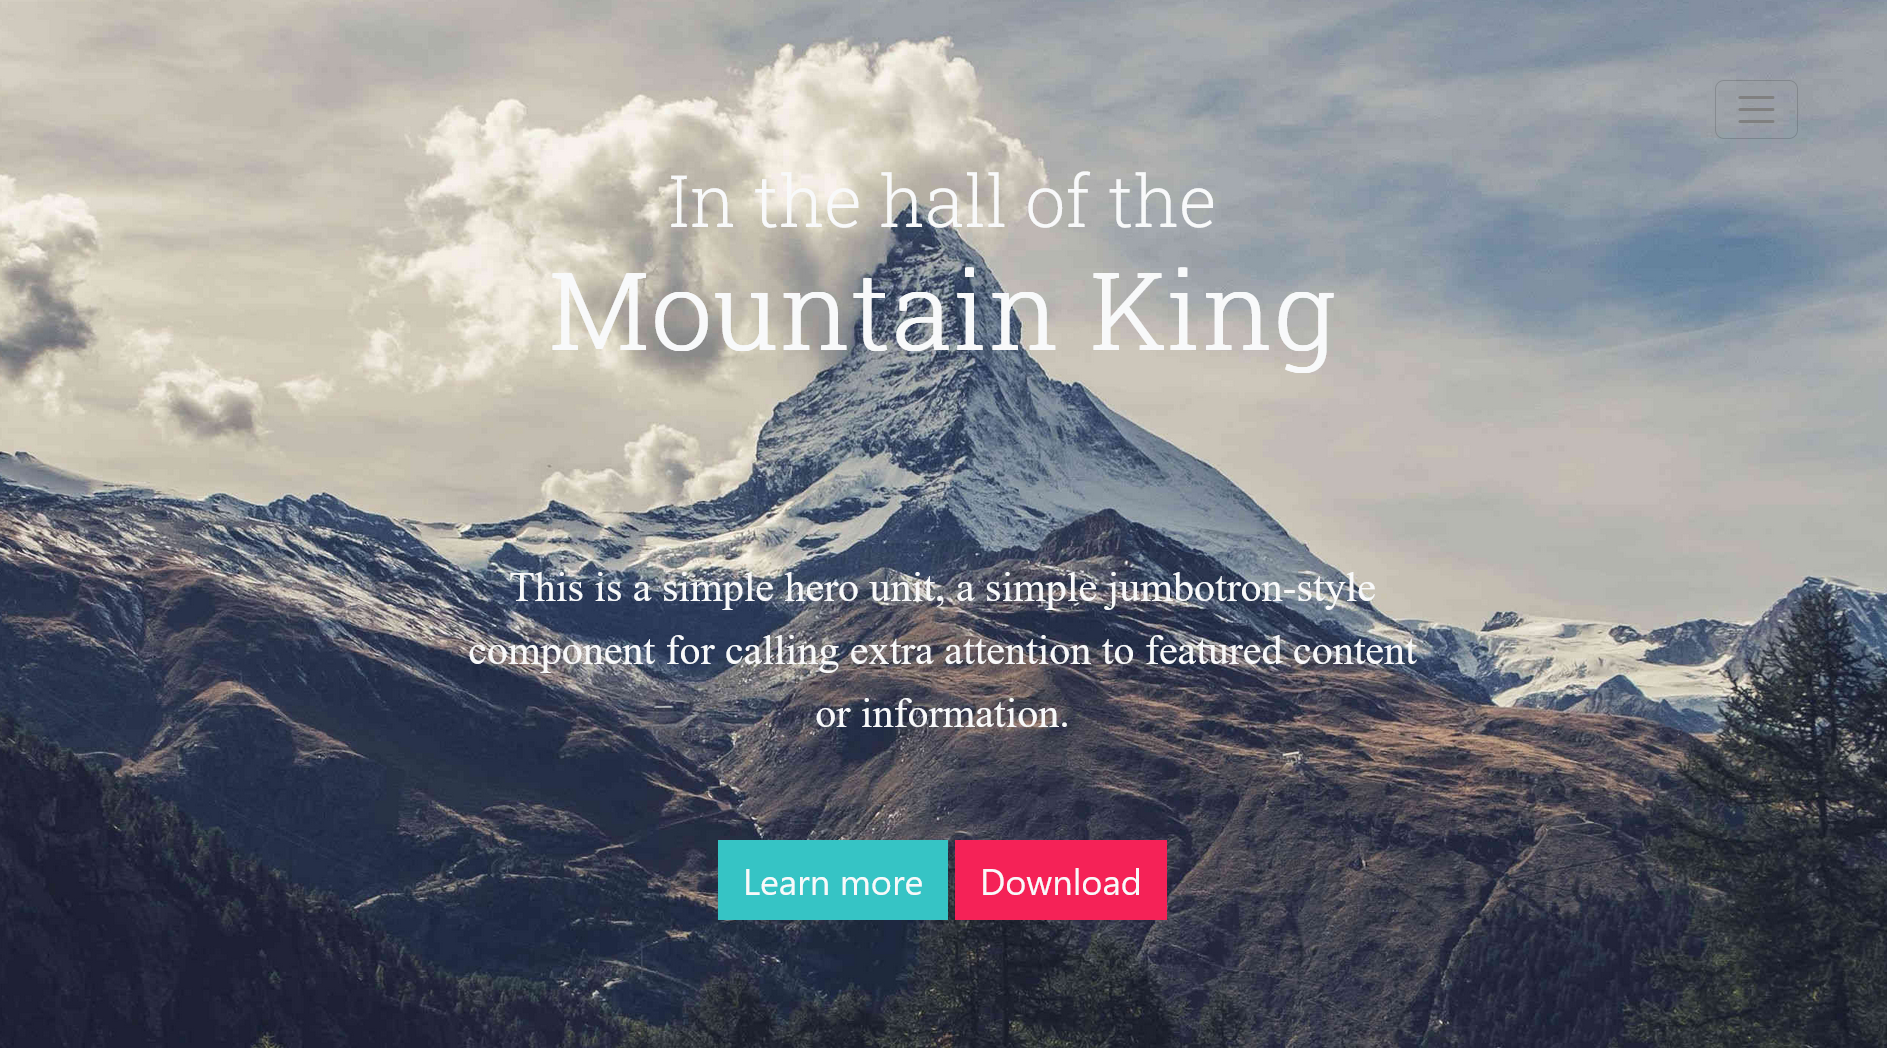 In the hall of the
Mountain King
This is a simple hero unit, a simple jumbotron-style
component for calling extra attention to featured content
or information.
Learn more
Download